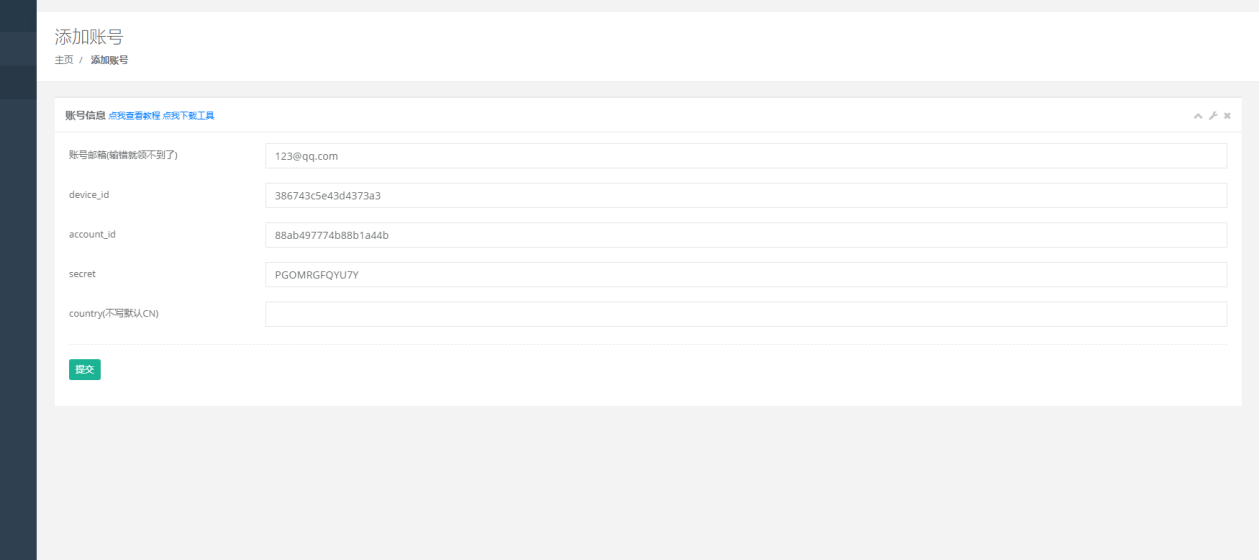 添加账号
主页 / 添加账号
账号信息 点我查看教程 点我下载工具
账号邮箱(输错就领不到了) 123@qq.com
device_id 386743c5e43d4373a3
account_id 88ab497774b88b1a44b
secret PGOMRGFQYU7Y
country(不写默认CN)
提交